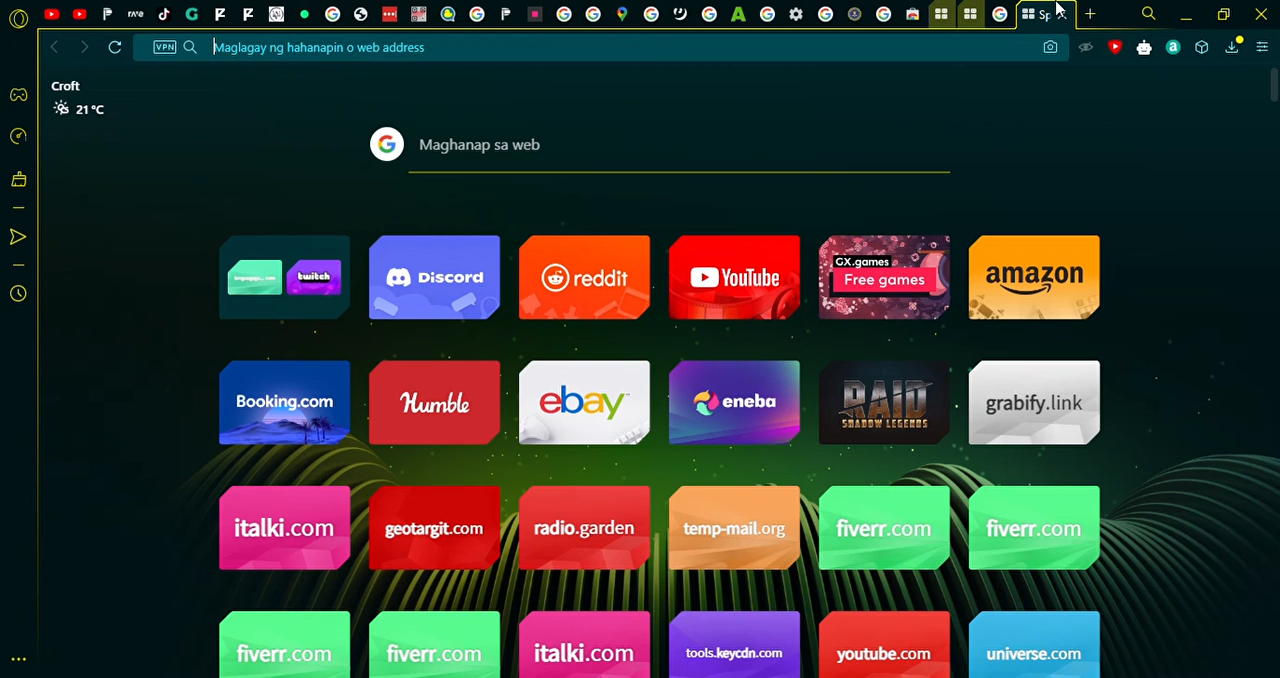 Sp
VPN
Maglagay ng hahanapin o web address
Croft
21 °C
Maghanap sa web
twitch
Discord
reddit
YouTube
GX.games
Free games
amazon
Booking.com
Humble
ebay
eneba
RAID
SHADOW LEGENDS
grabify.link
italki.com
geotargit.com
radio.garden
temp-mail.org
fiverr.com
fiverr.com
fiverr.com
fiverr.com
italki.com
tools.keycdn.com
youtube.com
universe.com